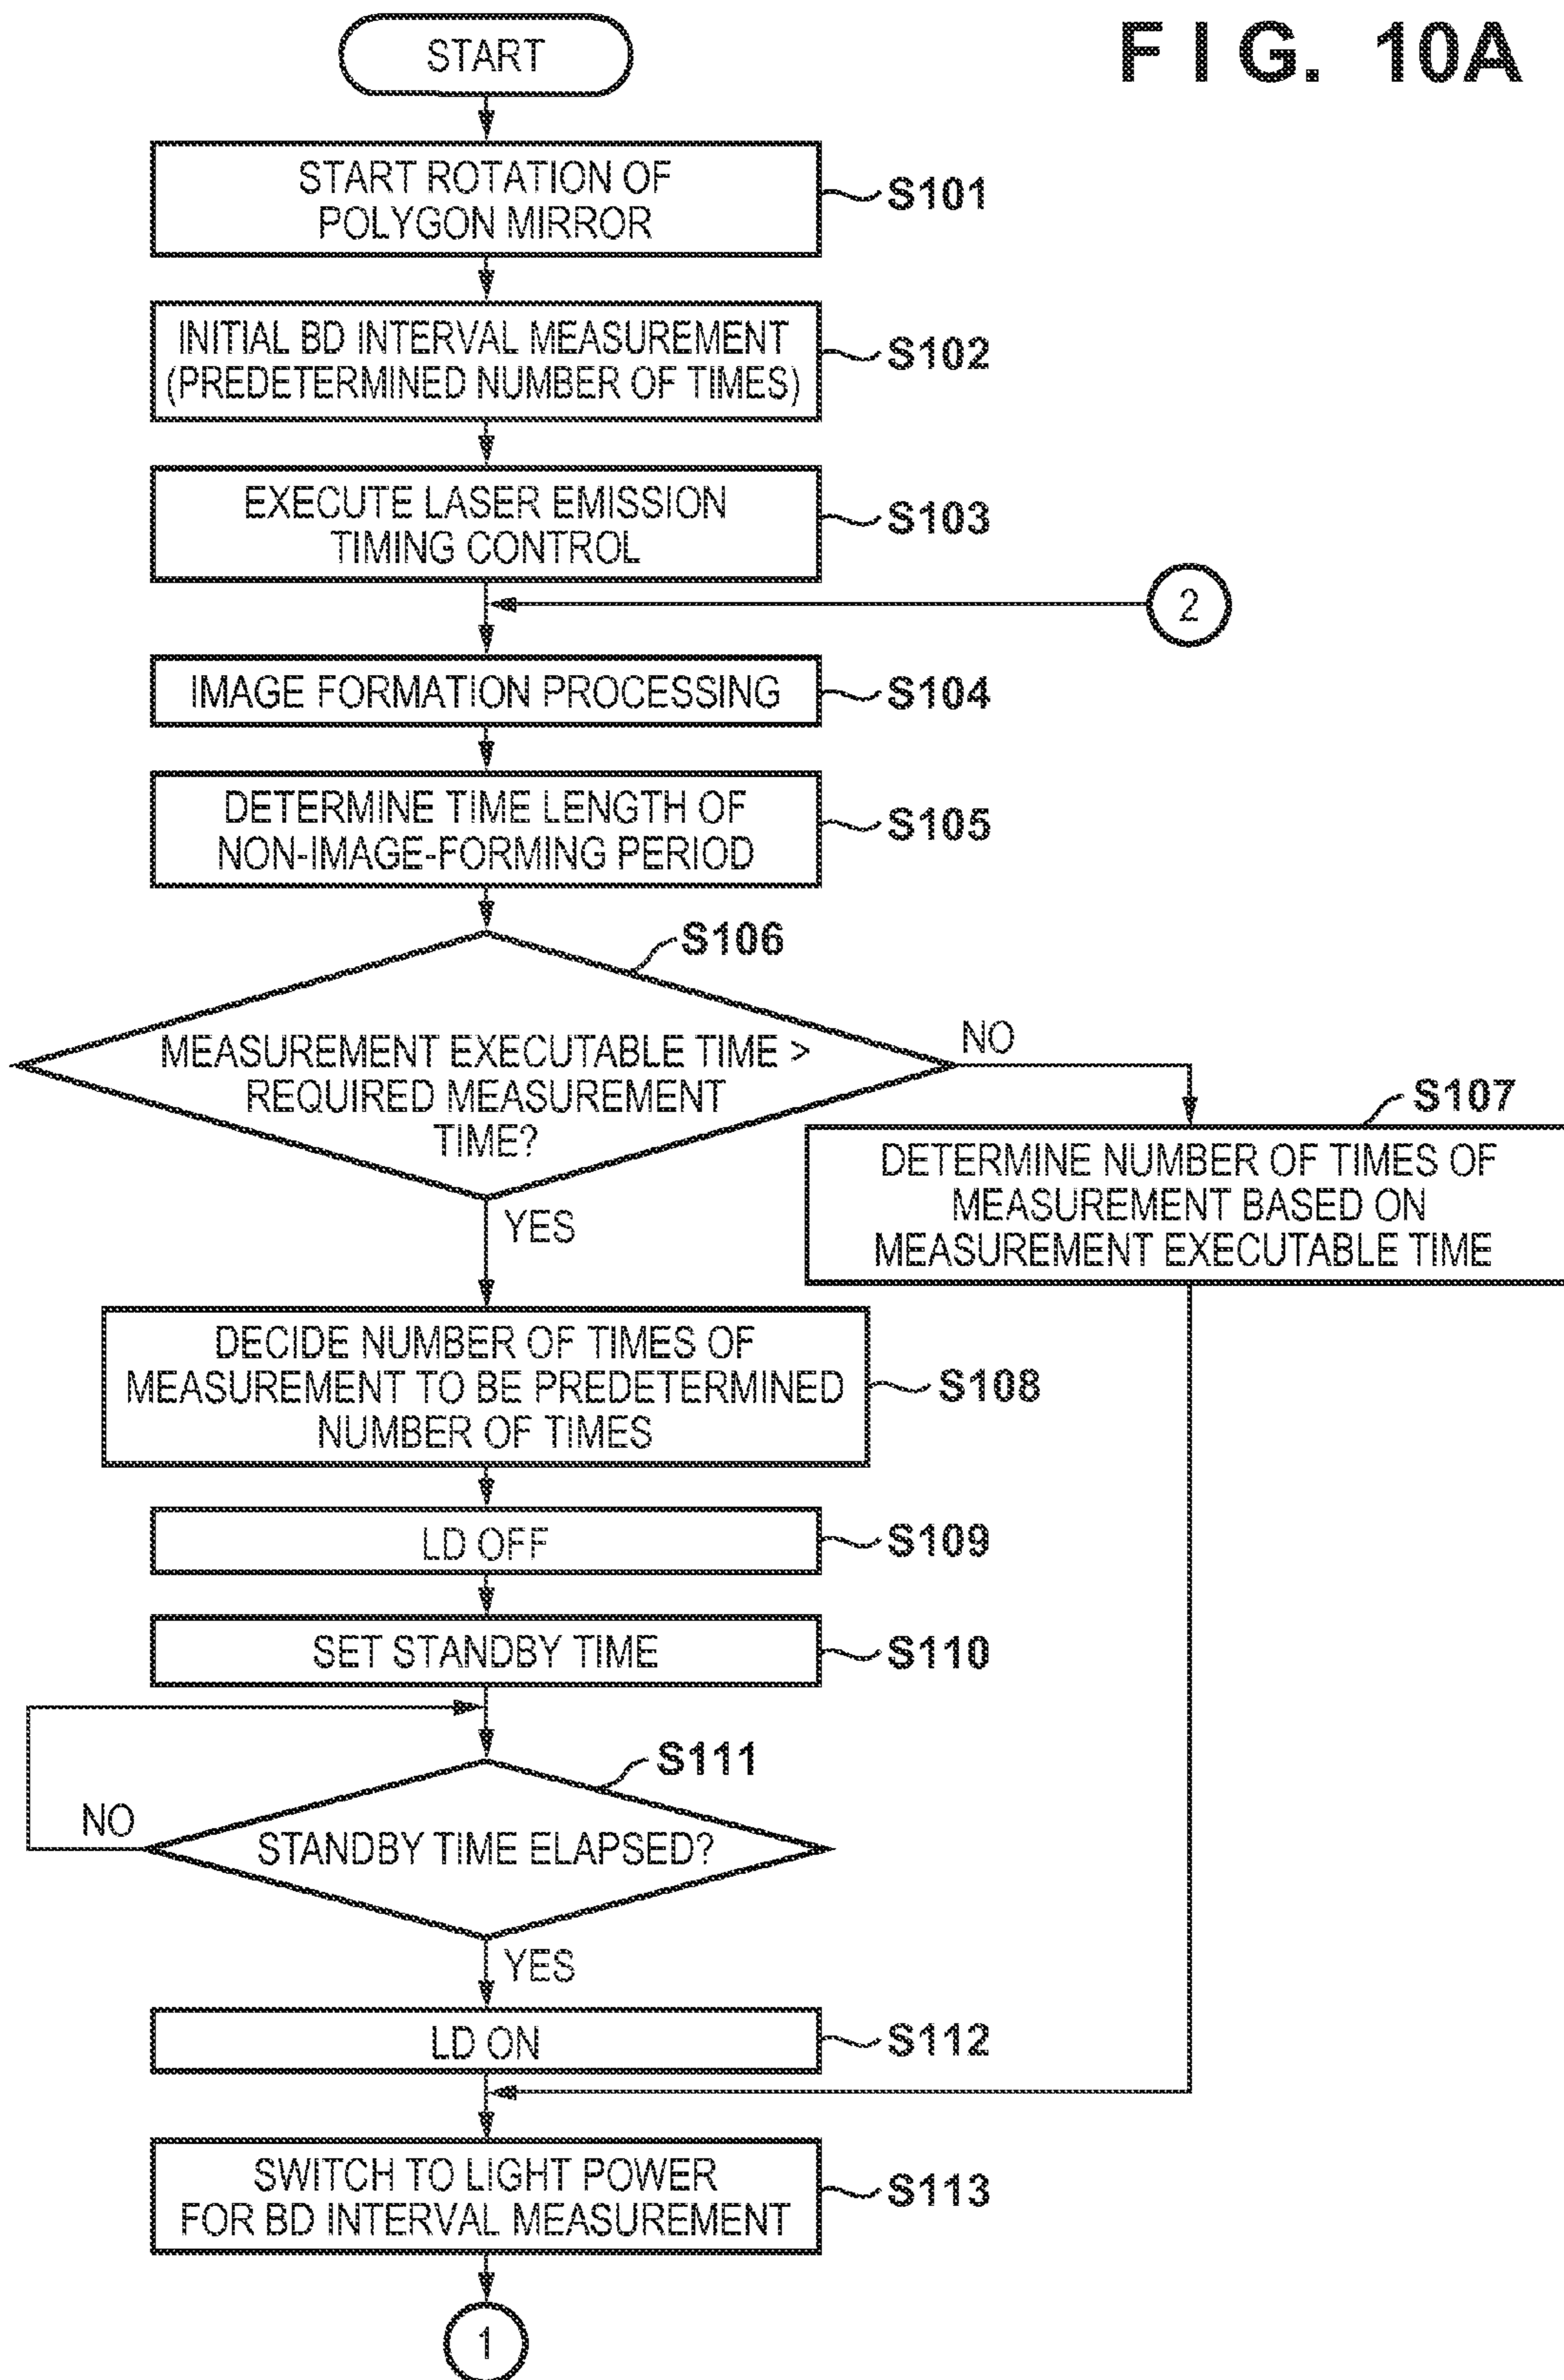 F I G. 10A
START
START ROTATION OF
POLYGON MIRROR
S101
INITIAL BD INTERVAL MEASUREMENT
(PREDETERMINED NUMBER OF TIMES)
S102
EXECUTE LASER EMISSION
TIMING CONTROL
S103
2
IMAGE FORMATION PROCESSING
S104
DETERMINE TIME LENGTH OF
NON-IMAGE-FORMING PERIOD
S105
S106
MEASUREMENT EXECUTABLE TIME >
REQUIRED MEASUREMENT
TIME?
NO
YES
S107
DETERMINE NUMBER OF TIMES OF
MEASUREMENT BASED ON
MEASUREMENT EXECUTABLE TIME
DECIDE NUMBER OF TIMES OF
MEASUREMENT TO BE PREDETERMINED
NUMBER OF TIMES
S108
LD OFF
S109
SET STANDBY TIME
S110
S111
NO
STANDBY TIME ELAPSED?
YES
LD ON
S112
SWITCH TO LIGHT POWER
FOR BD INTERVAL MEASUREMENT
S113
1